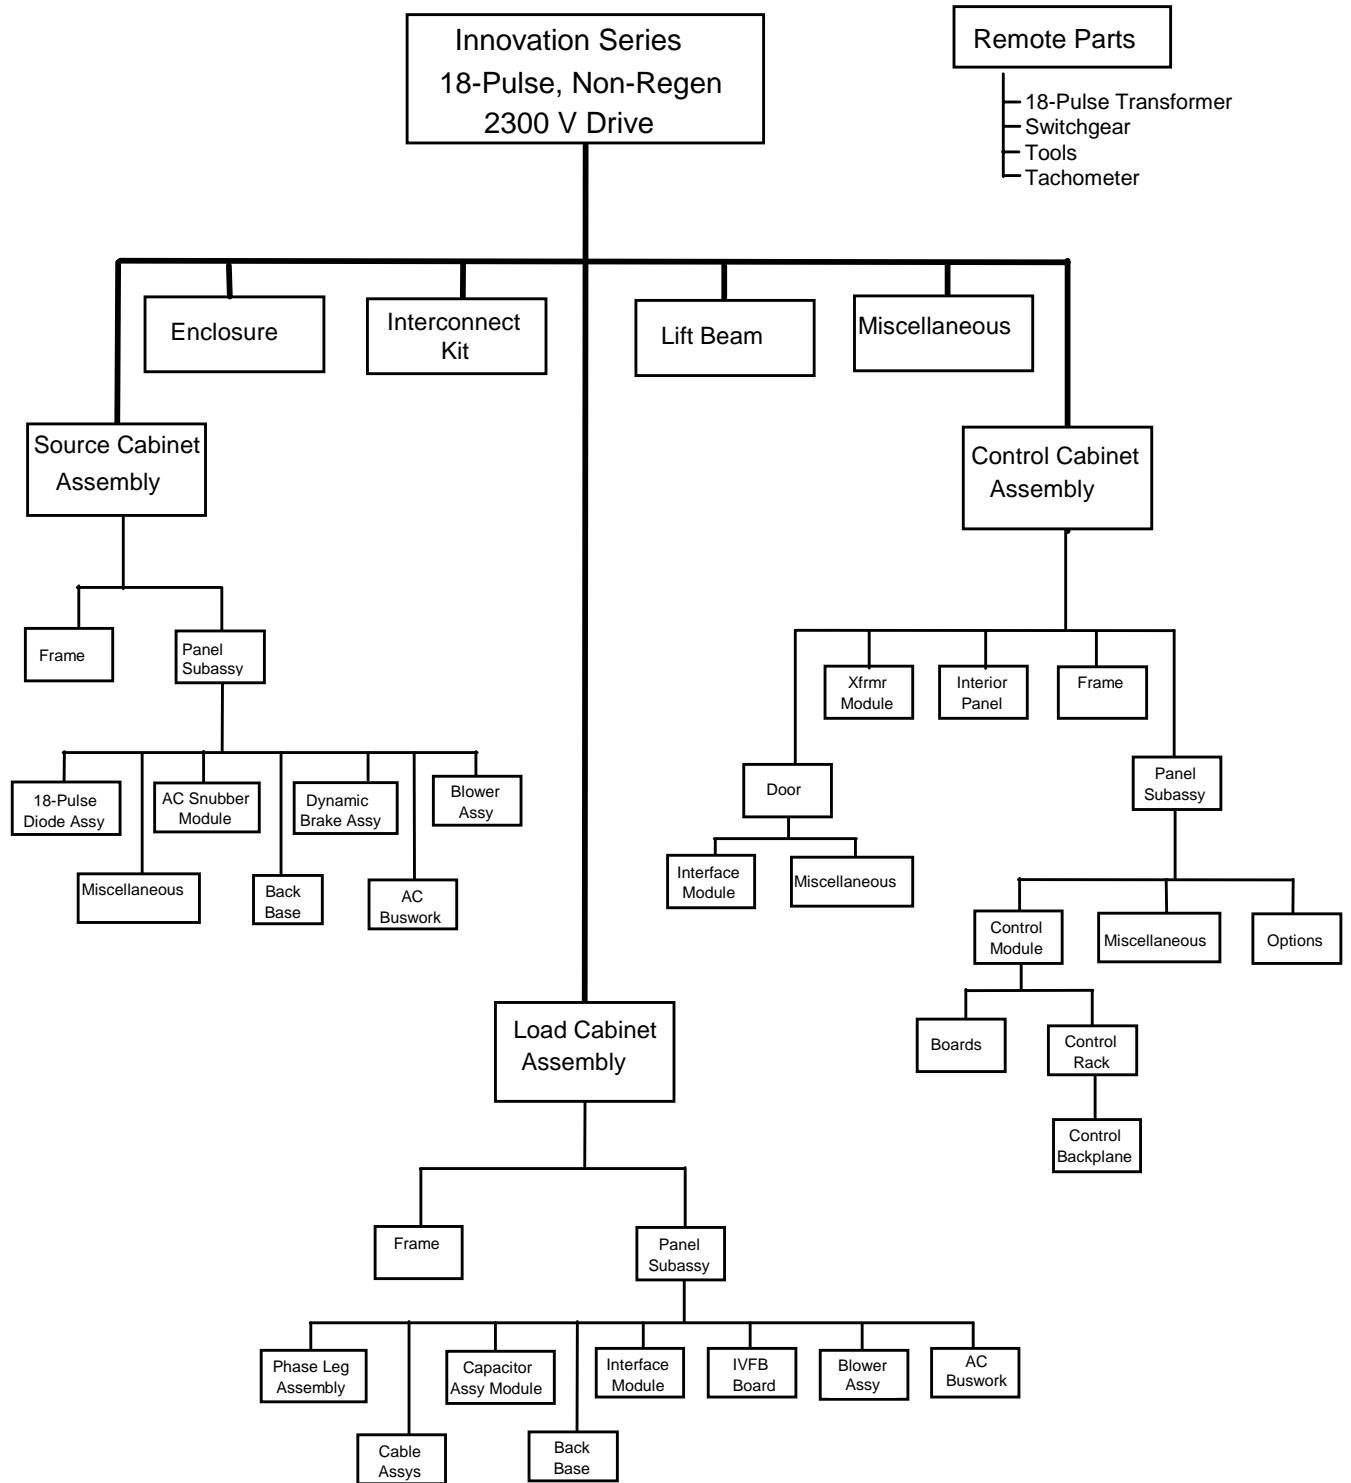 Innovation Series
18-Pulse, Non-Regen
2300 V Drive
Remote Parts
18-Pulse Transformer
Switchgear
Tools
Tachometer
Enclosure
Interconnect
Kit
Lift Beam
Miscellaneous
Source Cabinet
Assembly
Control Cabinet
Assembly
Frame
Panel
Subassy
Xfrmr
Module
Interior
Panel
Frame
18-Pulse
Diode Assy
AC Snubber
Module
Dynamic
Brake Assy
Blower
Assy
Door
Panel
Subassy
Miscellaneous
Back
Base
AC
Buswork
Interface
Module
Miscellaneous
Control
Module
Miscellaneous
Options
Load Cabinet
Assembly
Boards
Control
Rack
Control
Backplane
Frame
Panel
Subassy
Phase Leg
Assembly
Capacitor
Assy Module
Interface
Module
IVFB
Board
Blower
Assy
AC
Buswork
Cable
Assys
Back
Base